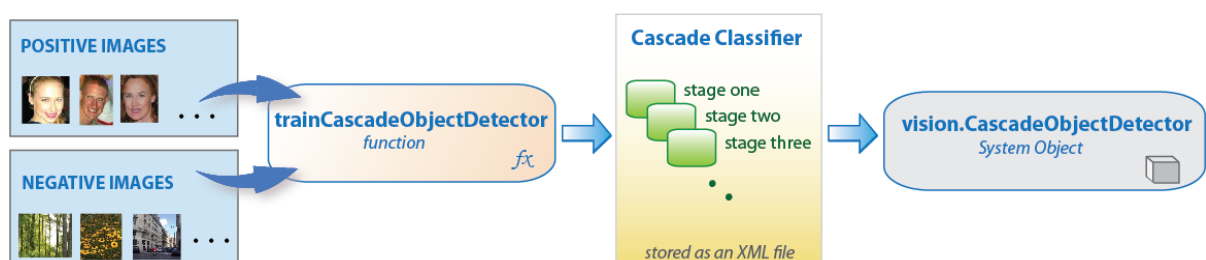 POSITIVE IMAGES
. . .
NEGATIVE IMAGES
. . .
trainCascadeObjectDetector
function
fx
Cascade Classifier
stage one
stage two
stage three
stored as an XML file
vision.CascadeObjectDetector
System Object